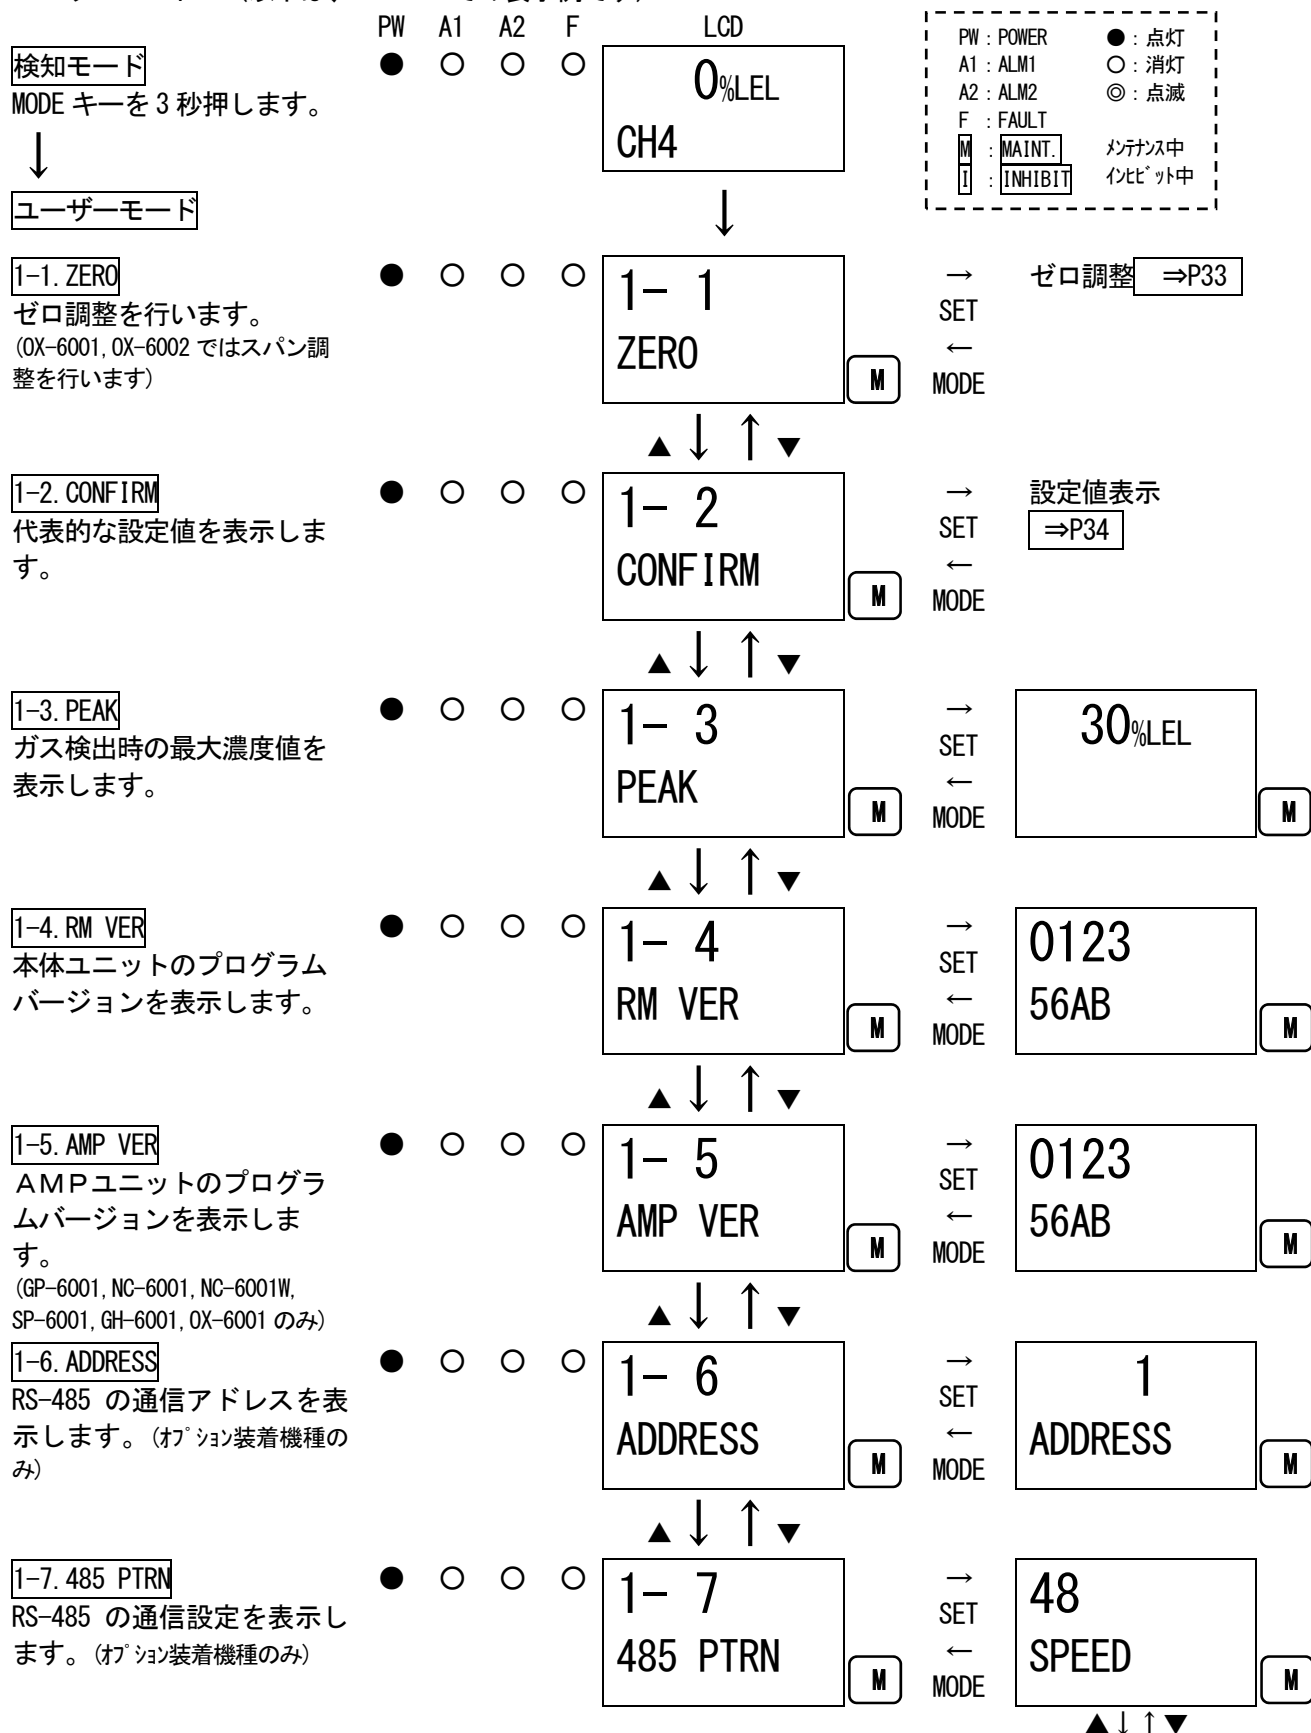 PW A1 A2 F LCD
検知モード ● ○ ○ ○ 0%LEL
MODE キーを 3 秒押します。
CH4
↓
ユーザーモード
↓
PW : POWER ● : 点灯
A1 : ALM1 ○ : 消灯
A2 : ALM2 ◎ : 点滅
F : FAULT
M : MAINT. ﾒﾝﾃﾅﾝｽ中
I : INHIBIT ｲﾝﾋﾋﾞｯﾄ中
1-1.ZERO ● ○ ○ ○
ゼロ調整を行います。
(OX-6001,OX-6002 ではスパン調
整を行います)
1- 1
ZERO
M
→
SET
←
MODE
ゼロ調整 ⇒P33
▲ ↓ ↑ ▼
1-2.CONFIRM ● ○ ○ ○
代表的な設定値を表示しま
す。
1- 2
CONFIRM
M
→
SET
←
MODE
設定値表示
⇒P34
▲ ↓ ↑ ▼
1-3.PEAK ● ○ ○ ○
ガス検出時の最大濃度値を
表示します。
1- 3
PEAK
M
→
SET
←
MODE
30%LEL
M
▲ ↓ ↑ ▼
1-4.RM VER ● ○ ○ ○
本体ユニットのプログラム
バージョンを表示します。
1- 4
RM VER
M
→
SET
←
MODE
0123
56AB
M
▲ ↓ ↑ ▼
1-5.AMP VER ● ○ ○ ○
ＡＭＰユニットのプログラ
ムバージョンを表示しま
す。
(GP-6001,NC-6001,NC-6001W,
SP-6001,GH-6001,OX-6001 のみ)
1- 5
AMP VER
M
→
SET
←
MODE
0123
56AB
M
▲ ↓ ↑ ▼
1-6.ADDRESS ● ○ ○ ○
RS-485 の通信アドレスを表
示します。(ｵﾌﾟｼｮﾝ装着機種の
み)
1- 6
ADDRESS
M
→
SET
←
MODE
1
ADDRESS
M
▲ ↓ ↑ ▼
1-7.485 PTRN ● ○ ○ ○
RS-485 の通信設定を表示し
ます。(ｵﾌﾟｼｮﾝ装着機種のみ)
1- 7
485 PTRN
M
→
SET
←
MODE
48
SPEED
M
▲ ↓ ↑ ▼